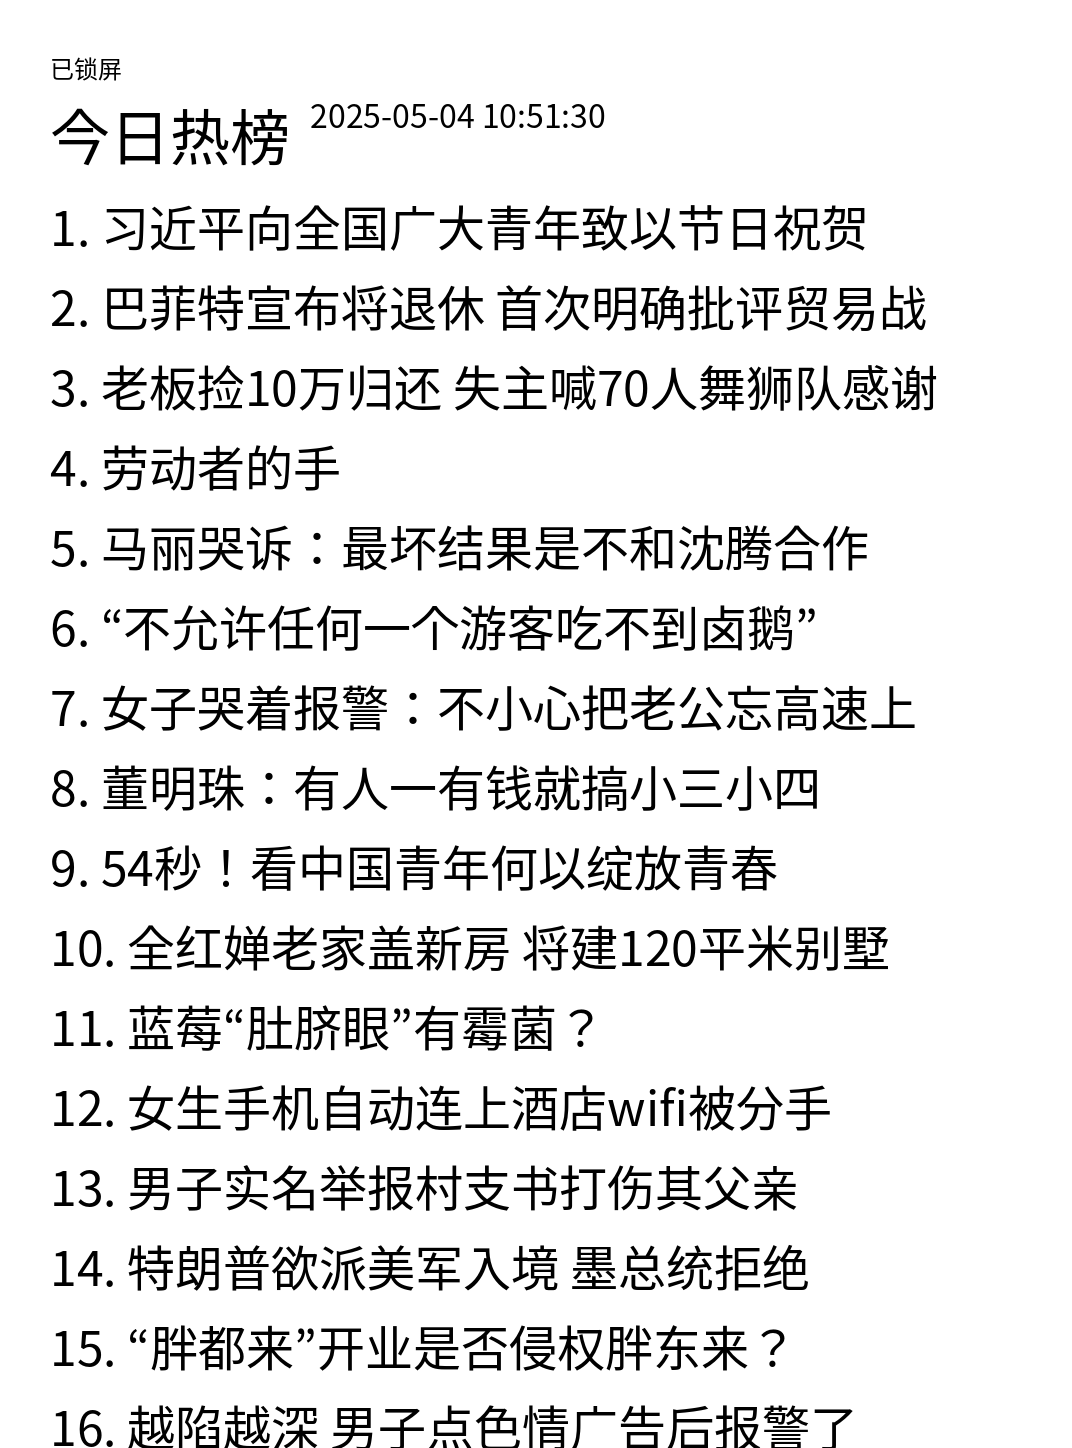 已锁屏
今日热榜 2025-05-04 10:51:30
1. 习近平向全国广大青年致以节日祝贺
2. 巴菲特宣布将退休 首次明确批评贸易战
3. 老板捡10万归还 失主喊70人舞狮队感谢
4. 劳动者的手
5. 马丽哭诉：最坏结果是不和沈腾合作
6. “不允许任何一个游客吃不到卤鹅”
7. 女子哭着报警：不小心把老公忘高速上
8. 董明珠：有人一有钱就搞小三小四
9. 54秒！看中国青年何以绽放青春
10. 全红婵老家盖新房 将建120平米别墅
11. 蓝莓“肚脐眼”有霉菌？
12. 女生手机自动连上酒店wifi被分手
13. 男子实名举报村支书打伤其父亲
14. 特朗普欲派美军入境 墨总统拒绝
15. “胖都来”开业是否侵权胖东来？
16. 越陷越深 男子点色情广告后报警了